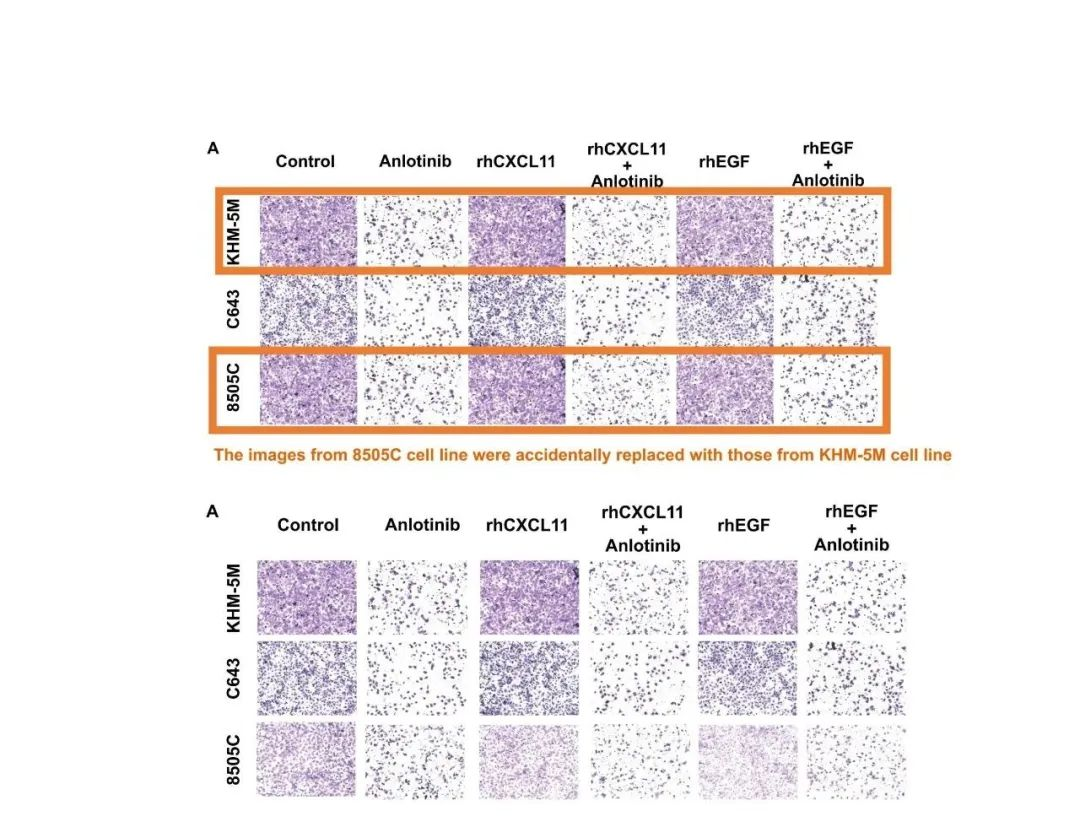 A
Control Anlotinib rhCXCL11 rhCXCL11 + Anlotinib rhEGF rhEGF + Anlotinib
KHM-5M
C643
8505C
The images from 8505C cell line were accidentally replaced with those from KHM-5M cell line
A
Control Anlotinib rhCXCL11 rhCXCL11 + Anlotinib rhEGF rhEGF + Anlotinib
KHM-5M
C643
8505C